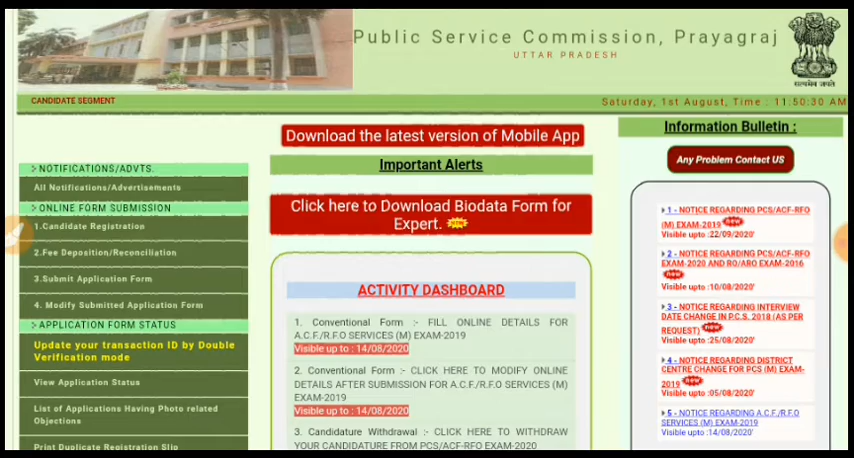 Public Service Commission, Prayagraj
UTTAR PRADESH
सत्यमेव जयते
CANDIDATE SEGMENT
Saturday, 1st August, Time : 11:50:30 AM
NOTIFICATIONS/ADVTS.
All Notifications/Advertisements
ONLINE FORM SUBMISSION
1.Candidate Registration
2.Fee Deposition/Reconciliation
3.Submit Application Form
4. Modify Submitted Application Form
APPLICATION FORM STATUS
Update your transaction ID by Double
Verification mode
View Application Status
List of Applications Having Photo related
Objections
Print Duplicate Registration Slip
Download the latest version of Mobile App
Important Alerts
Click here to Download Biodata Form for
Expert.
ACTIVITY DASHBOARD
1. Conventional Form :- FILL ONLINE DETAILS FOR
A.C.F./R.F.O SERVICES (M) EXAM-2019
Visible up to : 14/08/2020
2. Conventional Form :- CLICK HERE TO MODIFY ONLINE
DETAILS AFTER SUBMISSION FOR A.C.F./R.F.O SERVICES (M)
EXAM-2019
Visible up to : 14/08/2020
3. Candidature Withdrawal :- CLICK HERE TO WITHDRAW
YOUR CANDIDATURE FROM PCS/ACF-RFO EXAM-2020
Information Bulletin :
Any Problem Contact US
1 - NOTICE REGARDING PCS/ACF-RFO
(M) EXAM-2019 new
Visible upto :22/09/2020'
2 - NOTICE REGARDING PCS/ACF-RFO
EXAM-2020 AND RO/ARO EXAM-2016
new
Visible upto :10/08/2020'
3 - NOTICE REGARDING INTERVIEW
DATE CHANGE IN P.C.S. 2018 (AS PER
REQUEST) new
Visible upto :25/08/2020'
4 - NOTICE REGARDING DISTRICT
CENTRE CHANGE FOR PCS (M) EXAM-
2019 new
Visible upto :05/08/2020'
5 - NOTICE REGARDING A.C.F./R.F.O
SERVICES (M) EXAM-2019
Visible upto :14/08/2020'